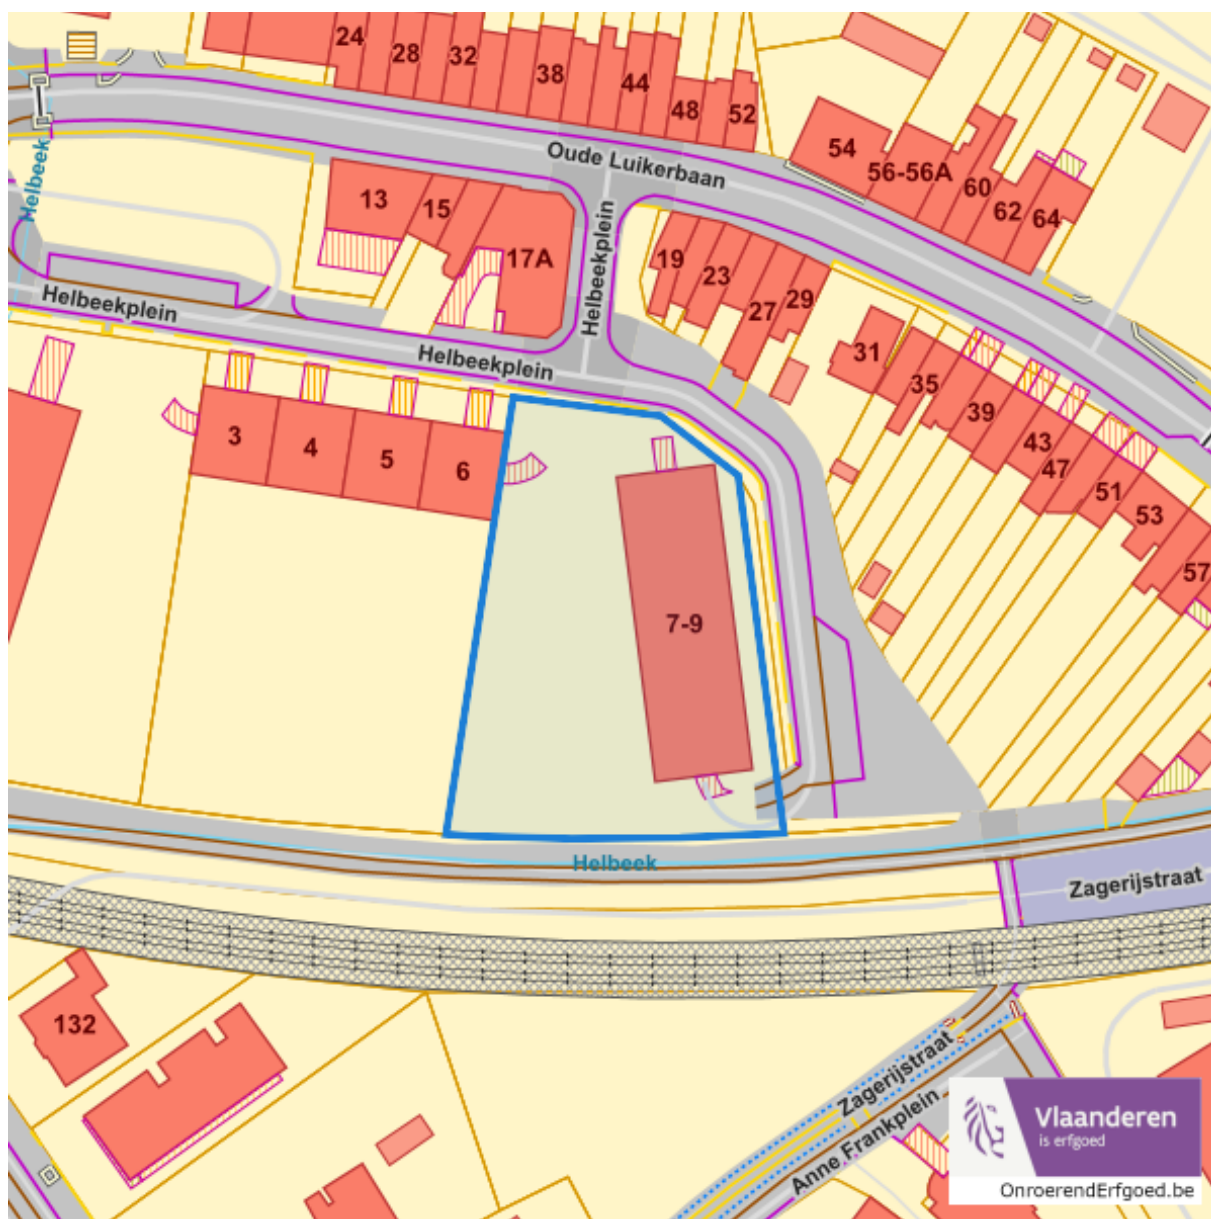 24
28
32
38
44
48
52
54
56-56A
60
62
64
Oude Luikerbaan
Helbeek
13
15
17A
Helbeekplein
19
23
27
29
31
35
39
43
47
51
53
57
Helbeekplein
Helbeekplein
3
4
5
6
7-9
Helbeek
Zagerijstraat
132
Zagerijstraat
Anne Frankplein
Vlaanderen
is erfgoed
OnroerendErfgoed.be